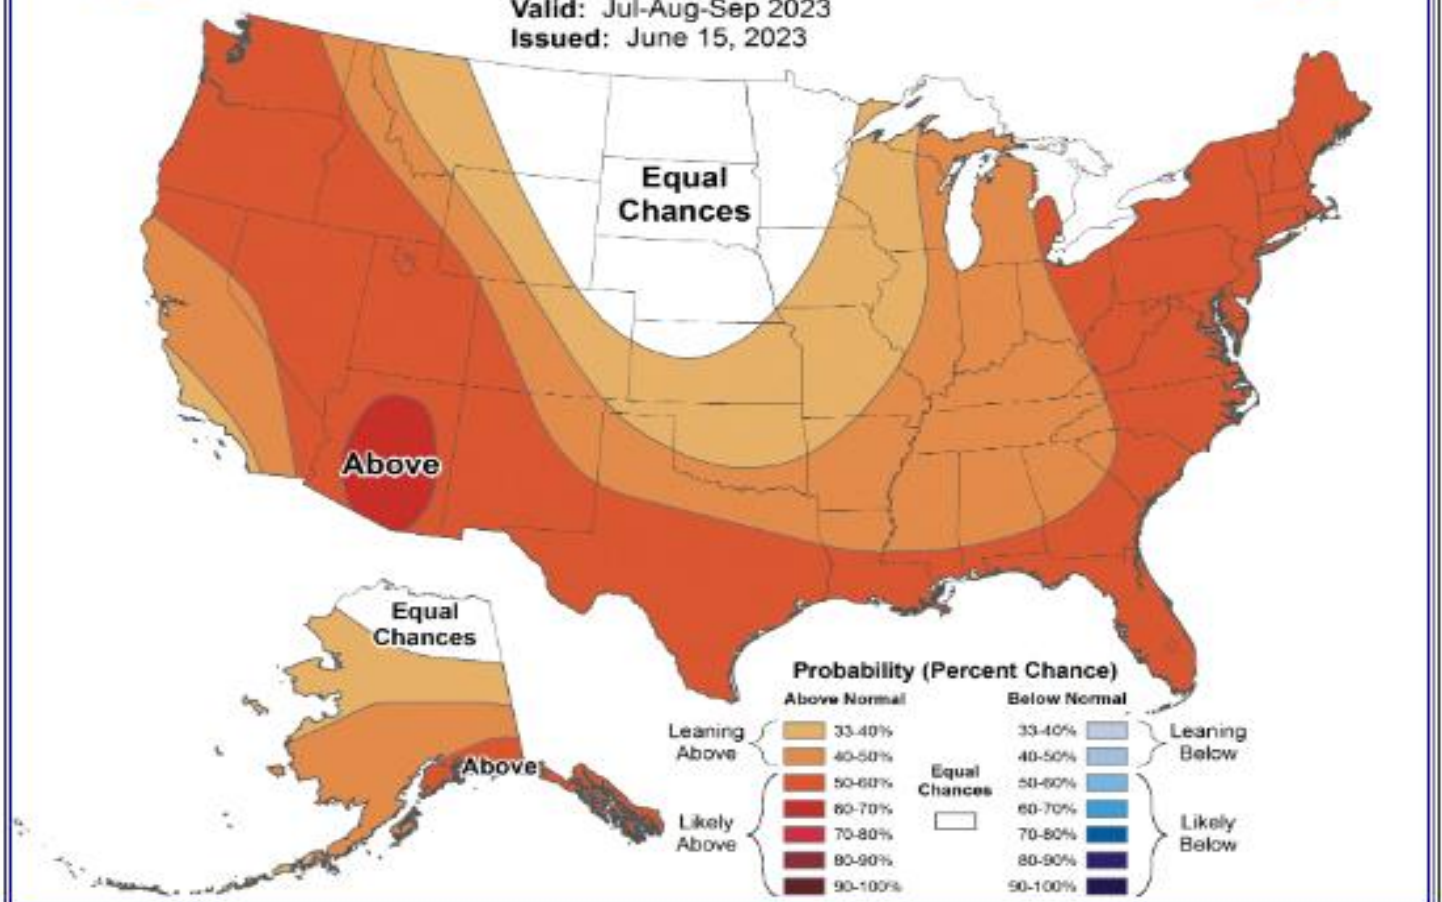 Valid: Jul-Aug-Sep 2023
Issued: June 15, 2023
Equal
Chances
Above
Equal
Chances
Above
Probability (Percent Chance)
Above Normal
Below Normal
Leaning
Above
33-40%
40-50%
Likely
Above
50-60%
60-70%
70-80%
80-90%
90-100%
Equal
Chances
33-40%
40-50%
Leaning
Below
50-60%
60-70%
70-80%
80-90%
90-100%
Likely
Below